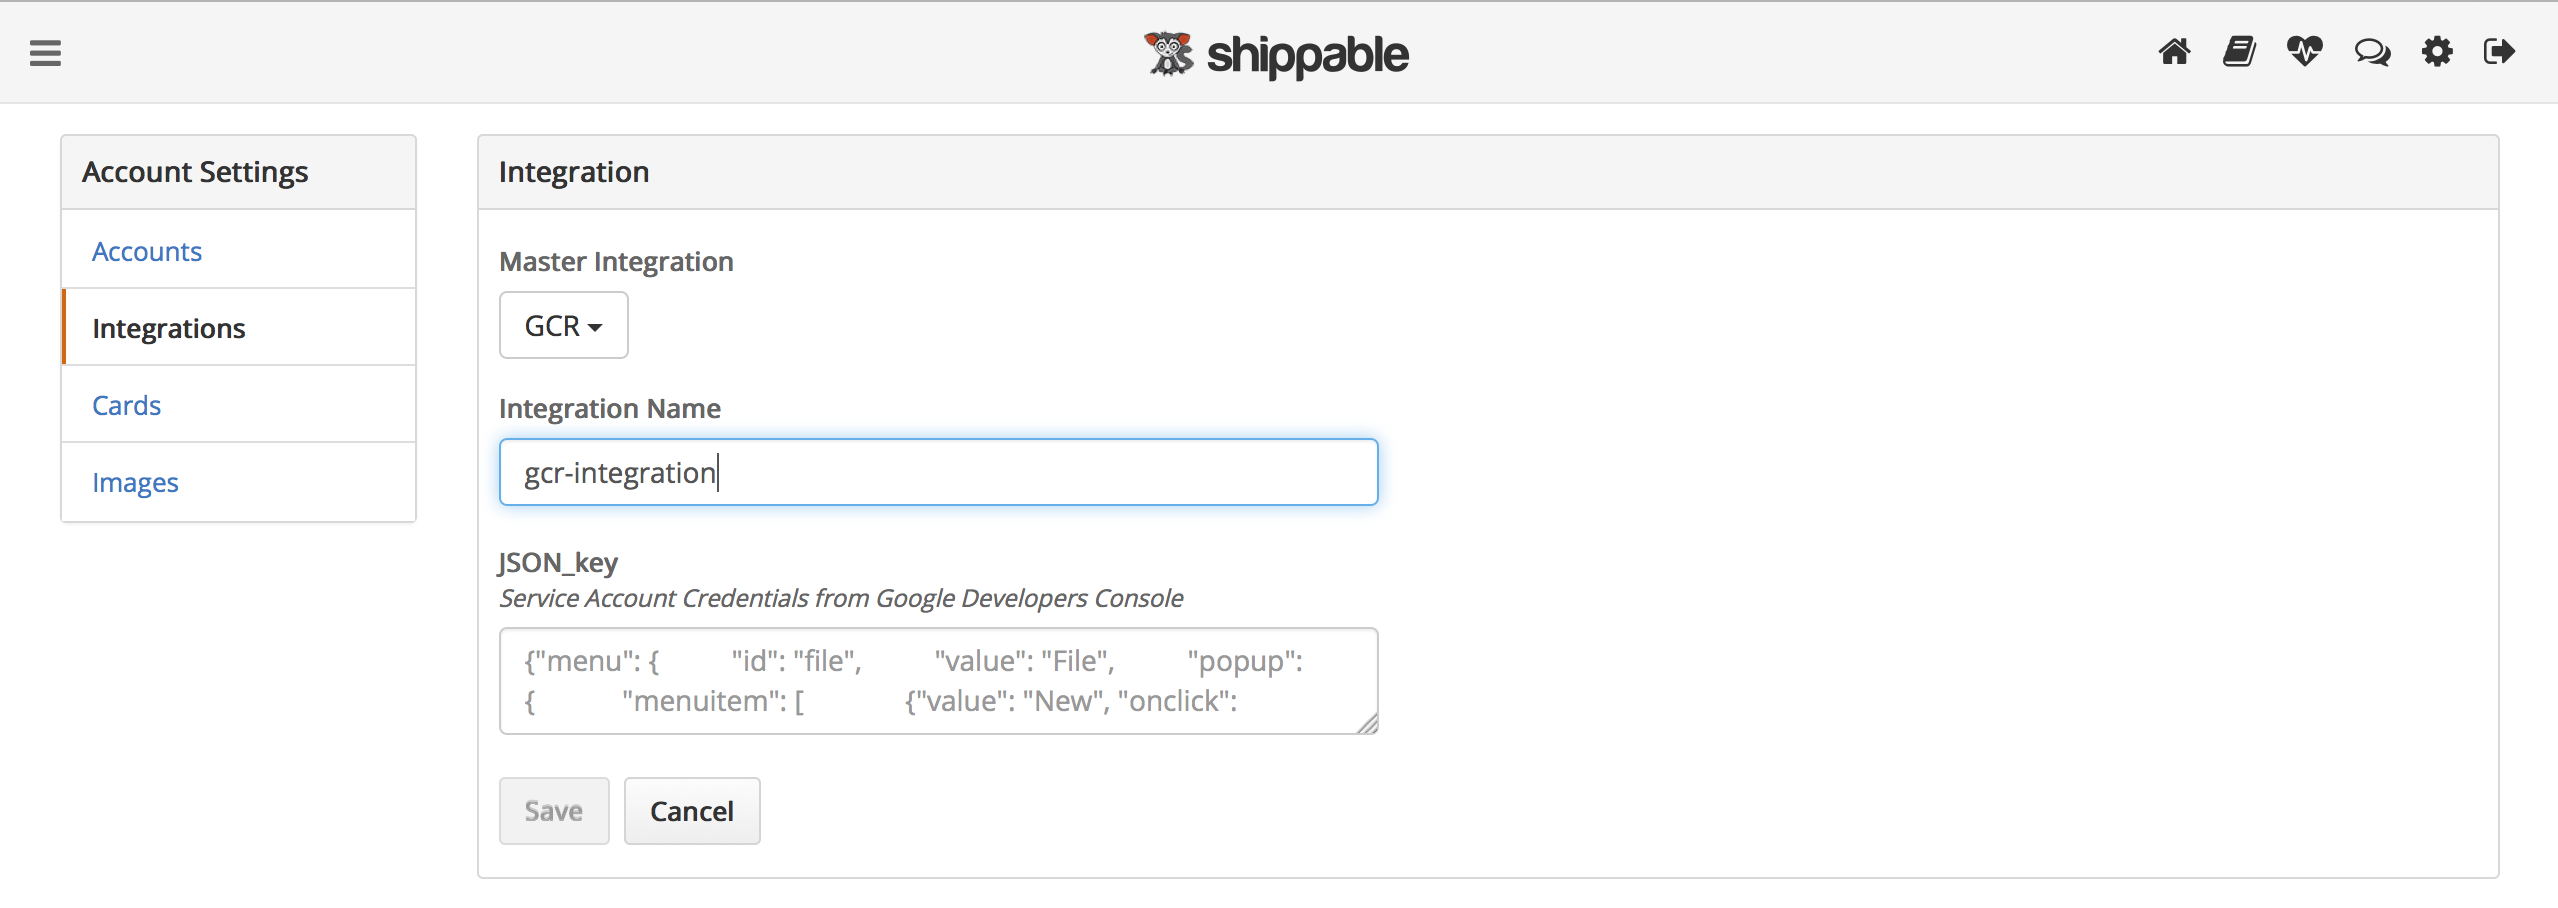 shippable
Account Settings
Accounts
Integrations
Cards
Images
Integration
Master Integration
GCR
Integration Name
gcr-integration
JSON_key
Service Account Credentials from Google Developers Console
{"menu": { "id": "file", "value": "File", "popup":
{ "menuitem": [ {"value": "New", "onclick":
Save
Cancel